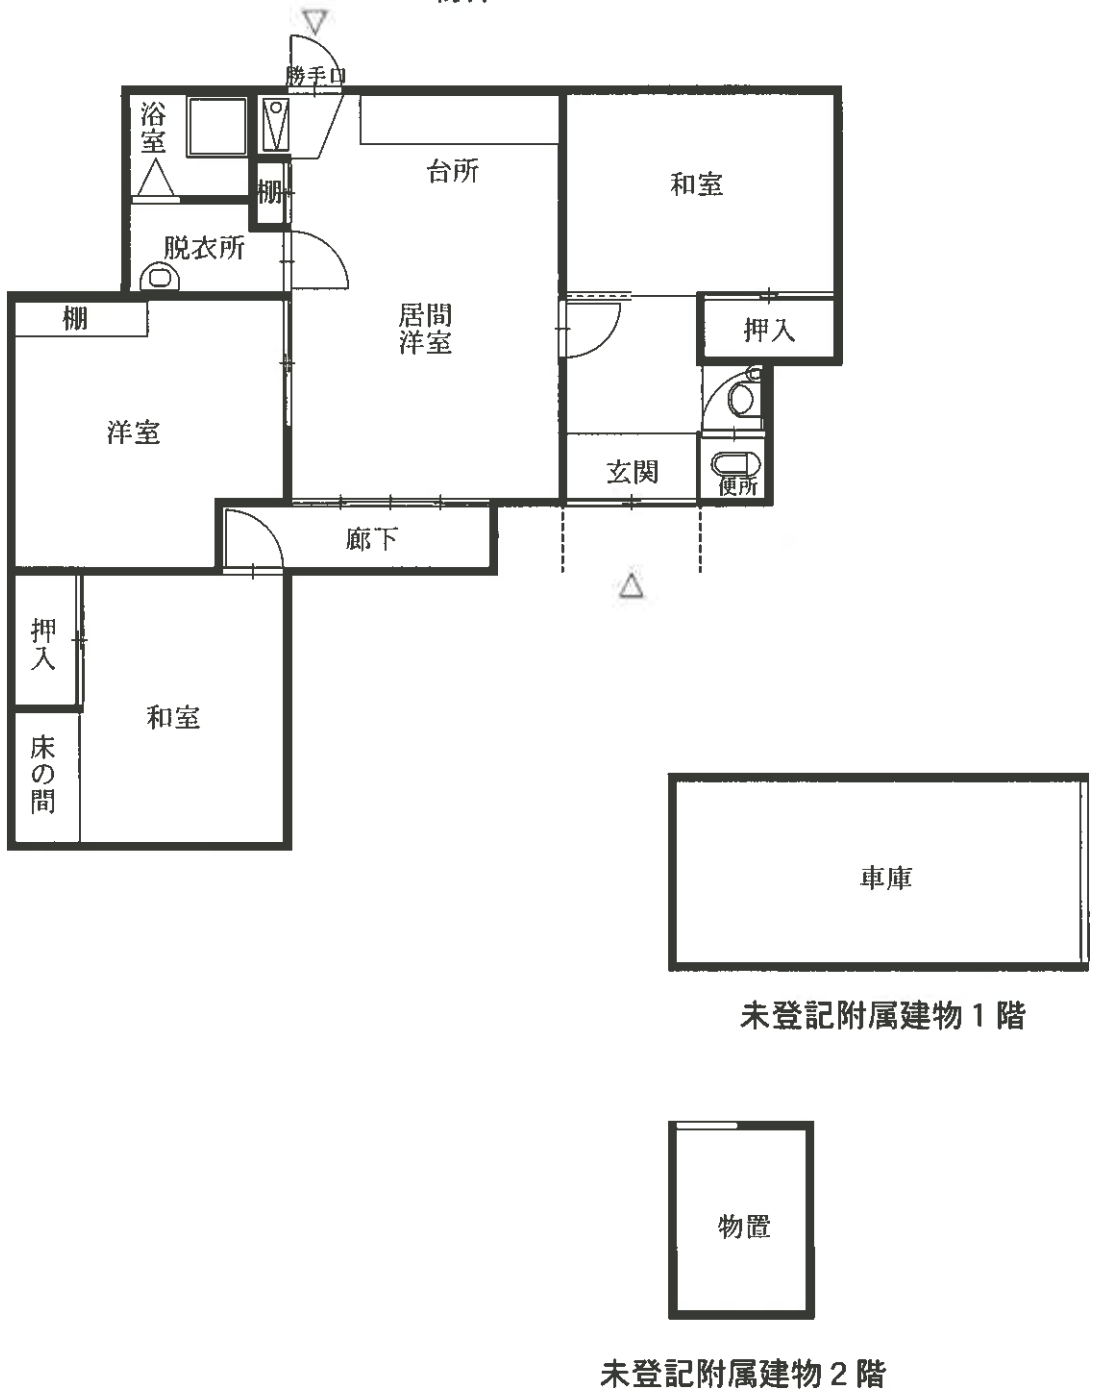 勝手口
浴室
台所
和室
棚
脱衣所
棚
居間
洋室
押入
洋室
玄関
便所
廊下
押入
和室
床の間
車庫
未登記附属建物1階
物置
未登記附属建物2階